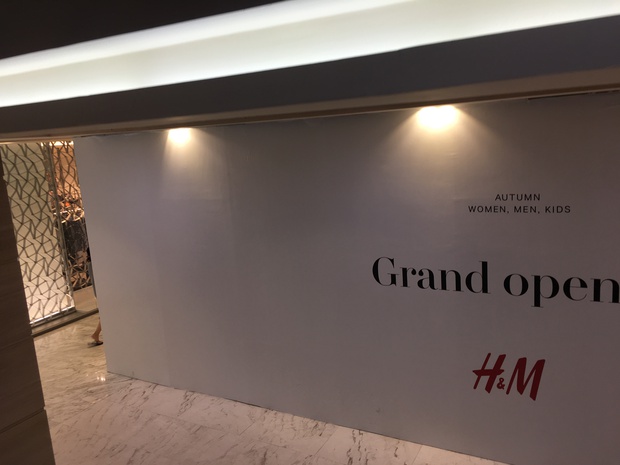 AUTUMN
WOMEN, MEN, KIDS
Grand open
H&M